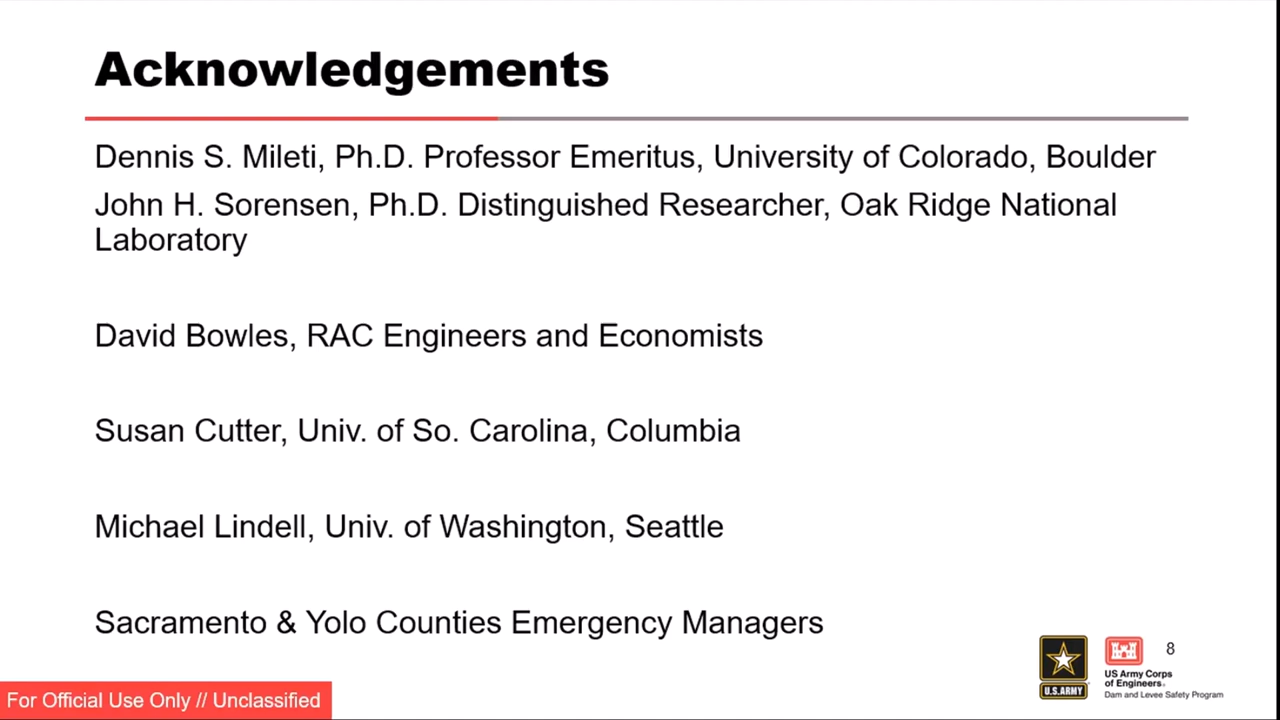 Acknowledgements
Dennis S. Mileti, Ph.D. Professor Emeritus, University of Colorado, Boulder
John H. Sorensen, Ph.D. Distinguished Researcher, Oak Ridge National
Laboratory
David Bowles, RAC Engineers and Economists
Susan Cutter, Univ. of So. Carolina, Columbia
Michael Lindell, Univ. of Washington, Seattle
Sacramento & Yolo Counties Emergency Managers
8
U.S.ARMY
US Army Corps
of Engineers®
Dam and Levee Safety Program
For Official Use Only // Unclassified